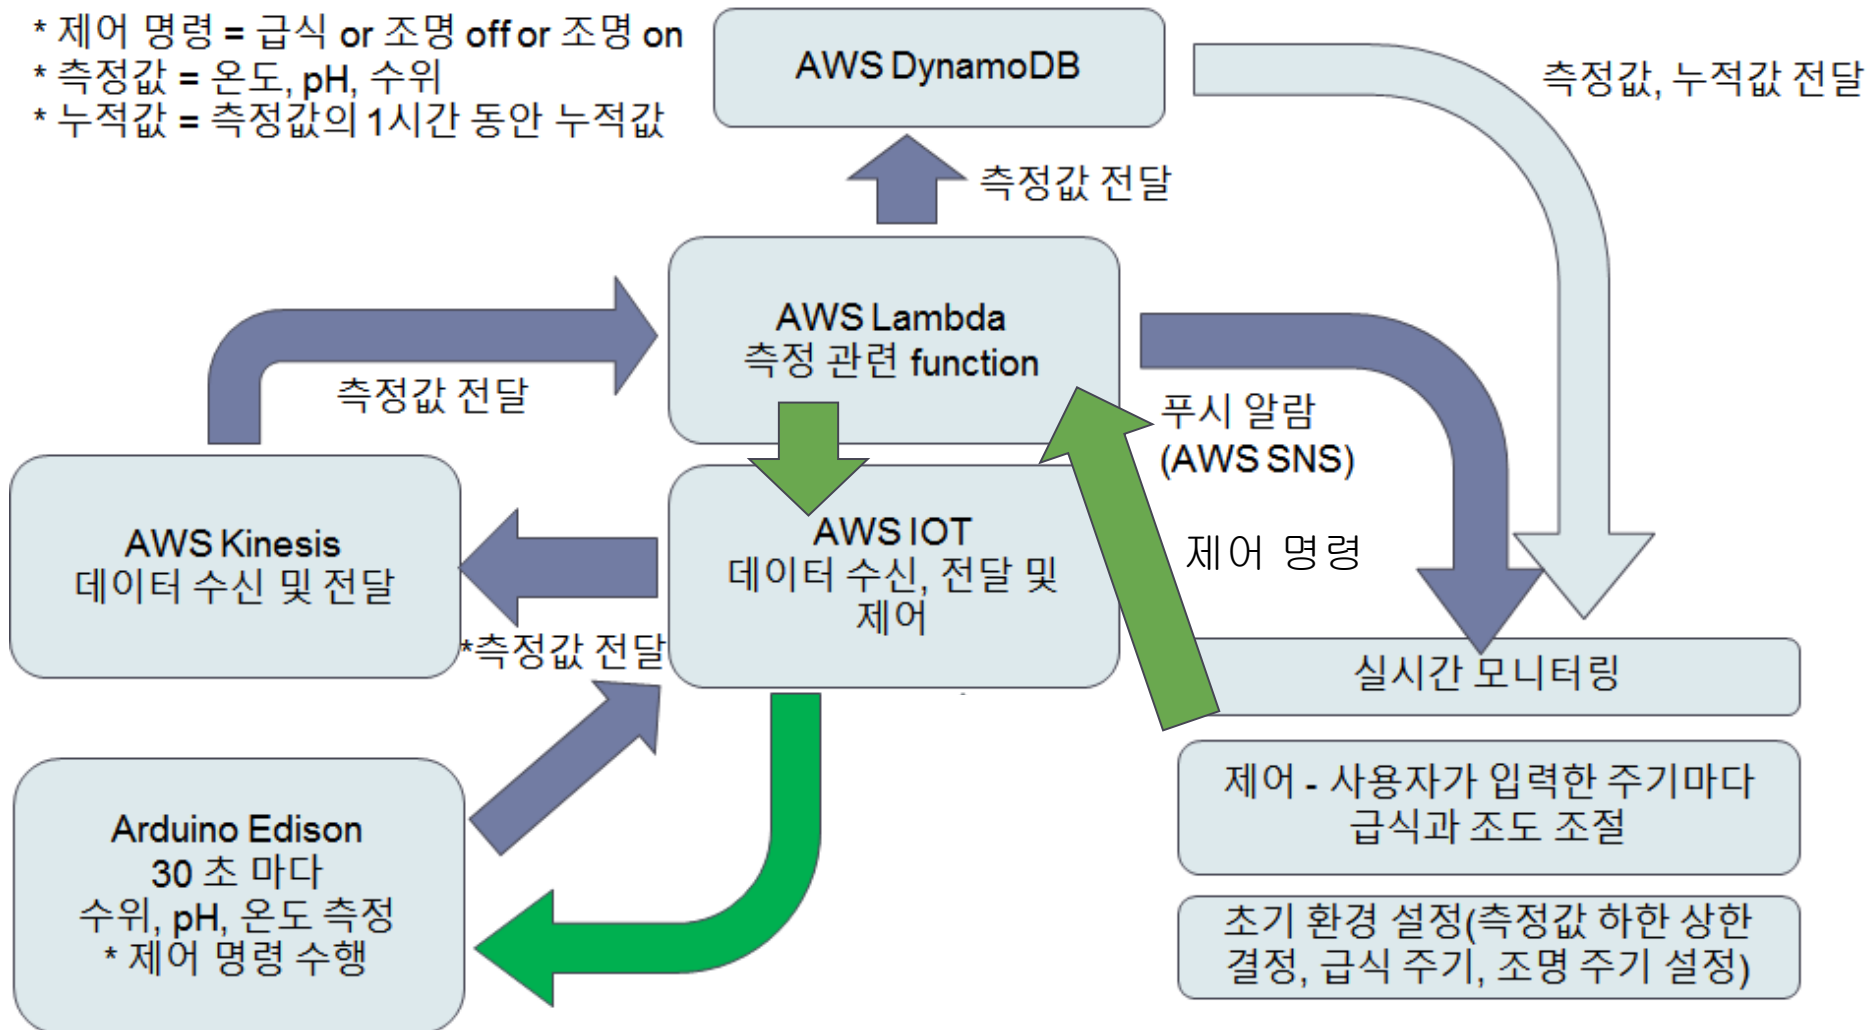 * 제어 명령 = 급식 or 조명 off or 조명 on
* 측정값 = 온도, pH, 수위
* 누적값 = 측정값의 1시간 동안 누적값
AWS DynamoDB
측정값, 누적값 전달
측정값 전달
AWS Lambda
측정 관련 function
측정값 전달
푸시 알람
(AWS SNS)
AWS Kinesis
데이터 수신 및 전달
AWS IOT
데이터 수신, 전달 및
제어
제어 명령
*측정값 전달
실시간 모니터링
Arduino Edison
30 초 마다
수위, pH, 온도 측정
* 제어 명령 수행
제어 - 사용자가 입력한 주기마다
급식과 조도 조절
초기 환경 설정(측정값 하한 상한
결정, 급식 주기, 조명 주기 설정)